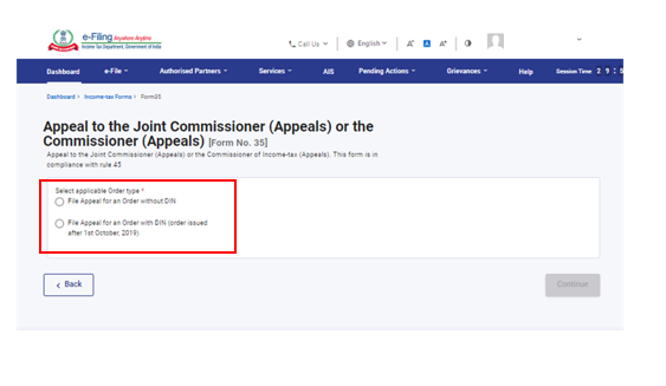 e-Filing Anywhere Anytime
Income Tax Department, Government of India
Call Us
English
A-
A
A+
Dashboard
e-File
Authorised Partners
Services
AIS
Pending Actions
Grievances
Help
Session Time 2 9 : 5
Dashboard > Income-tax Forms > Form35
Appeal to the Joint Commissioner (Appeals) or the
Commissioner (Appeals) [Form No. 35]
Appeal to the Joint Commissioner (Appeals) or the Commissioner of Income-tax (Appeals). This form is in
compliance with rule 45
Select applicable Order type *
File Appeal for an Order without DIN
File Appeal for an Order with DIN (order issued
after 1st October, 2019)
< Back
Continue